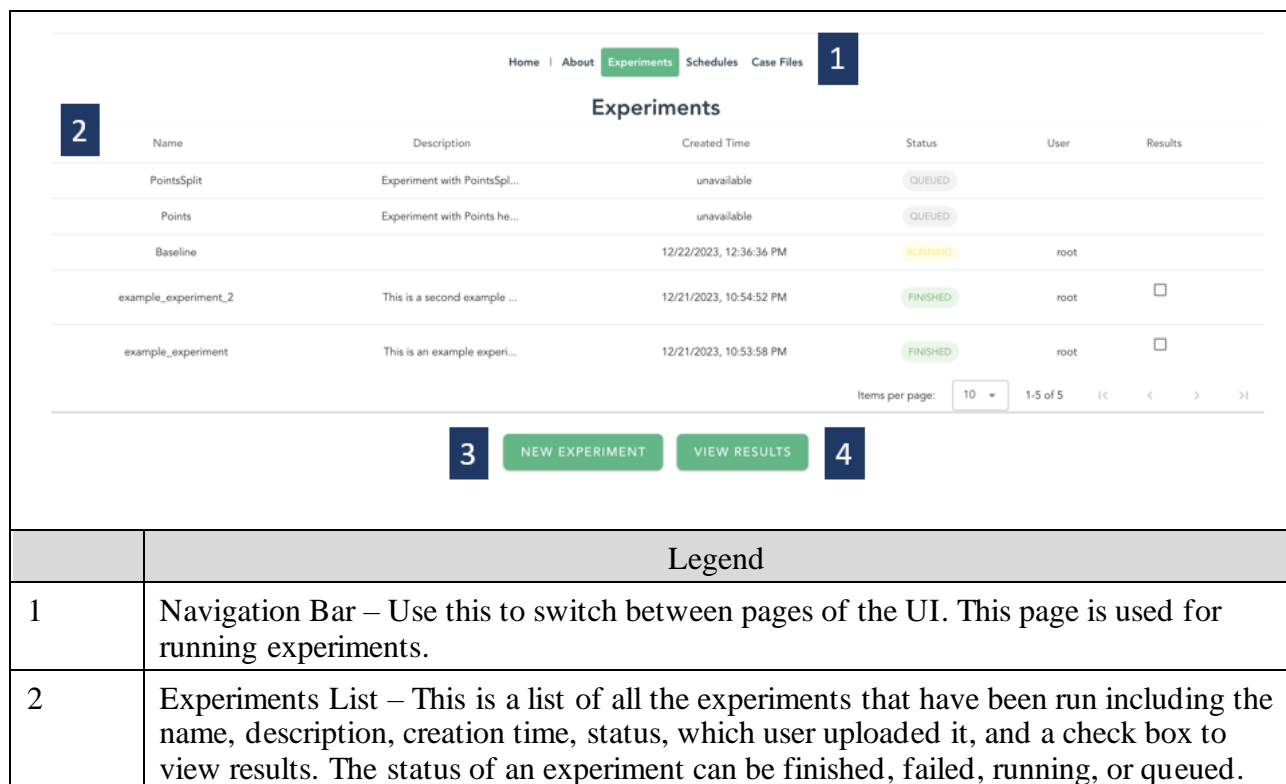 Home | About Experiments Schedules Case Files 1
Experiments
2
Name Description Created Time Status User Results
PointsSplit Experiment with PointsSpl... unavailable QUEUED
Points Experiment with Points he... unavailable QUEUED
Baseline 12/22/2023, 12:36:36 PM RUNNING root
example_experiment_2 This is a second example ... 12/21/2023, 10:54:52 PM FINISHED root
example_experiment This is an example experi... 12/21/2023, 10:53:58 PM FINISHED root
Items per page: 10 1-5 of 5 |< < > >|
3 NEW EXPERIMENT VIEW RESULTS 4
Legend
1 Navigation Bar – Use this to switch between pages of the UI. This page is used for
running experiments.
2 Experiments List – This is a list of all the experiments that have been run including the
name, description, creation time, status, which user uploaded it, and a check box to
view results. The status of an experiment can be finished, failed, running, or queued.